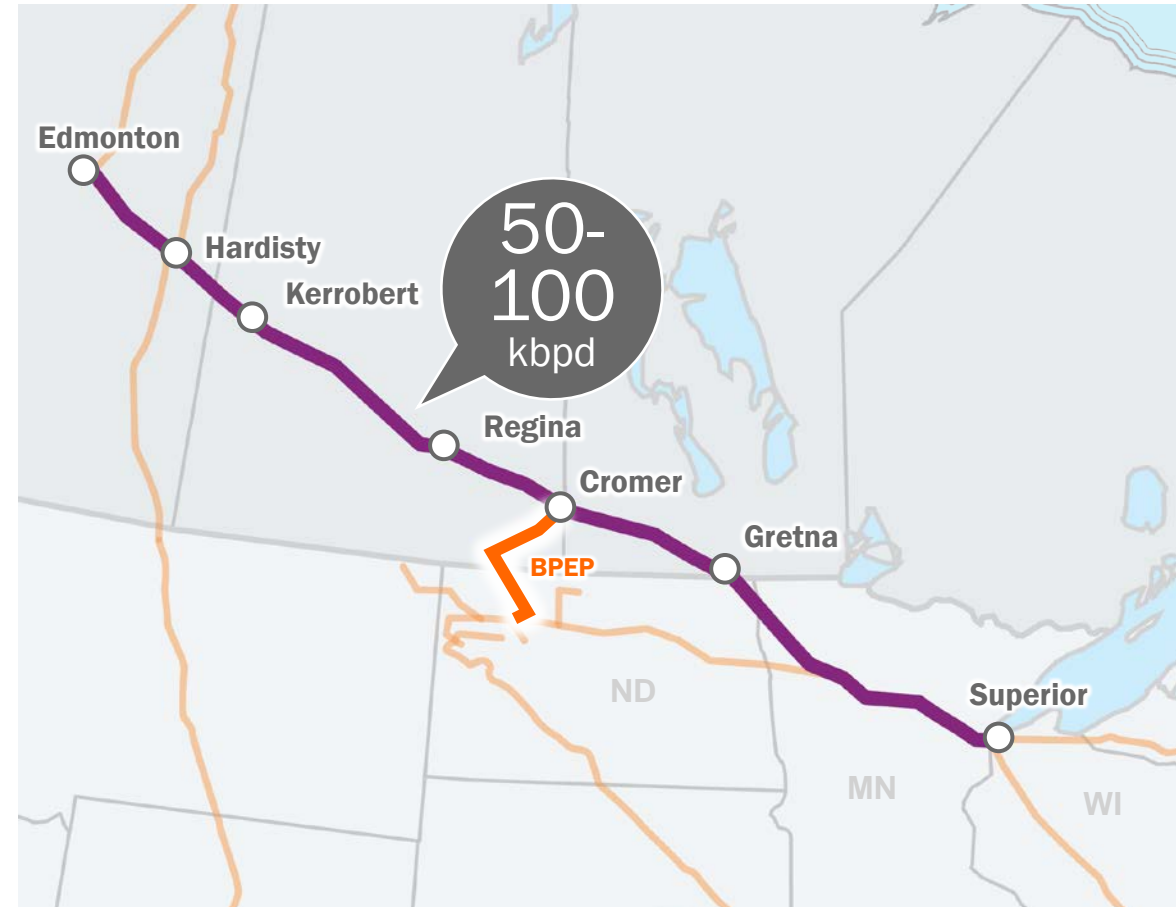 Edmonton
Hardisty
Kerrobert
50-
100
kbpd
Regina
Cromer
Gretna
BPEP
ND
Superior
MN
WI